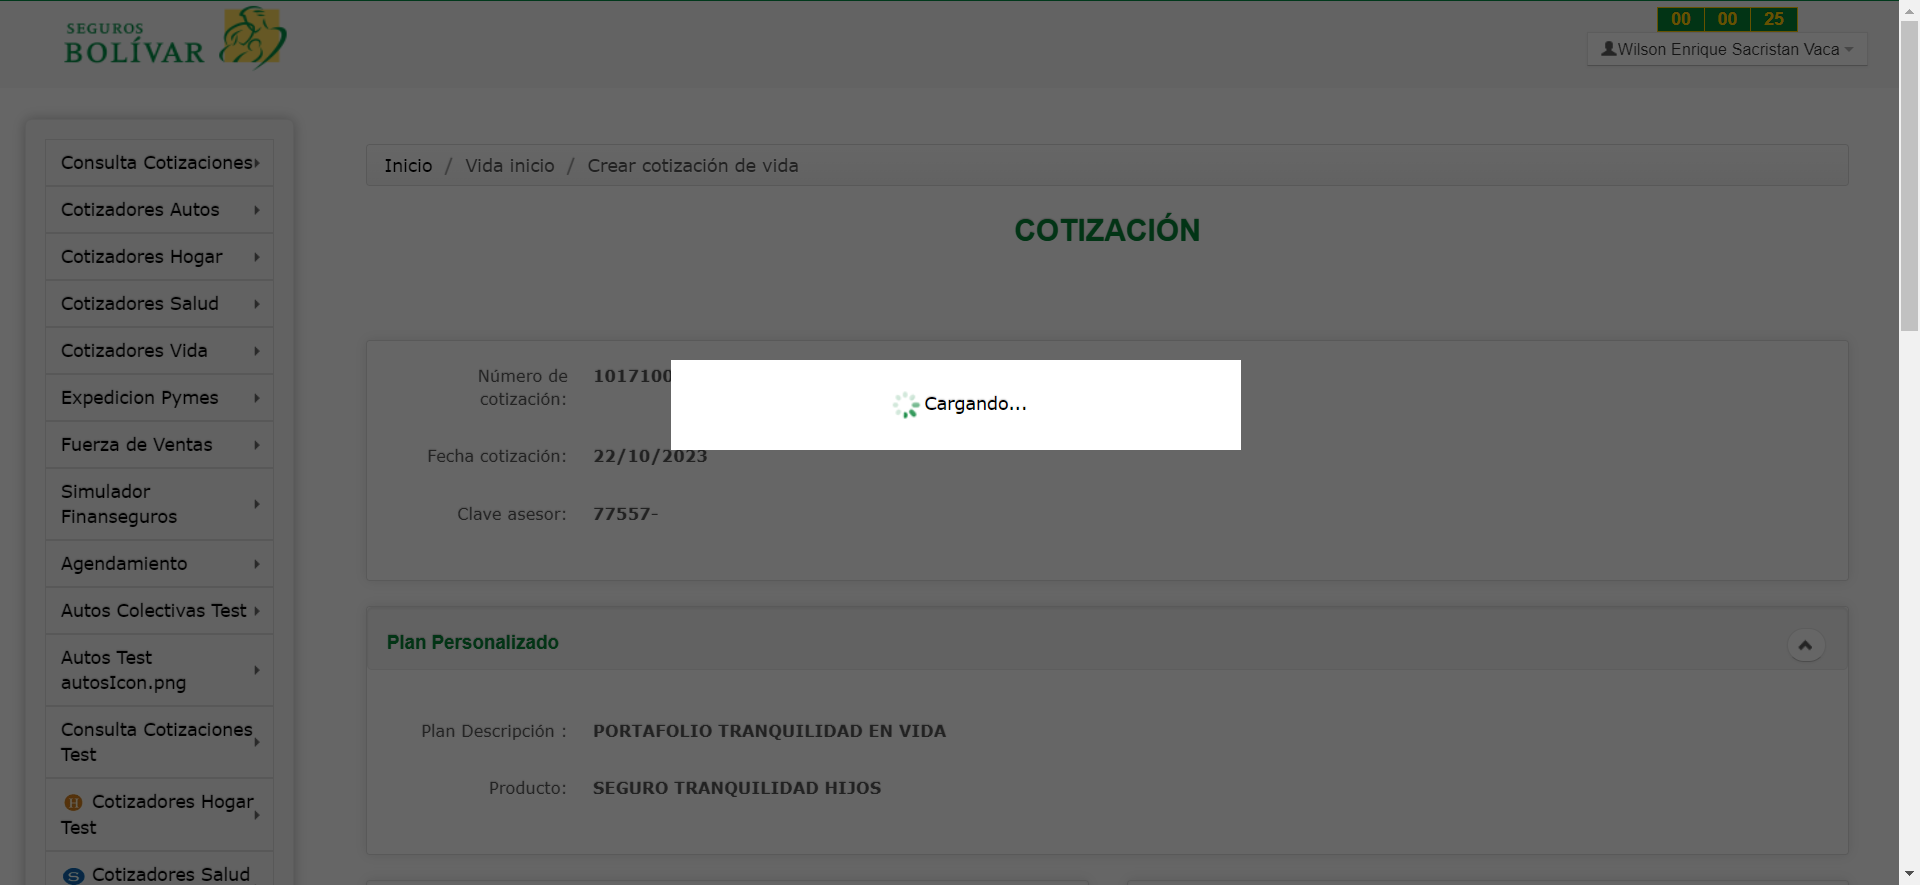 SEGUROS
BOLÍVAR
00 00 25
Wilson Enrique Sacristan Vaca
Consulta Cotizaciones
Cotizadores Autos
Cotizadores Hogar
Cotizadores Salud
Cotizadores Vida
Expedicion Pymes
Fuerza de Ventas
Simulador
Finanseguros
Agendamiento
Autos Colectivas Test
Autos Test
autosIcon.png
Consulta Cotizaciones
Test
H Cotizadores Hogar
Test
S Cotizadores Salud
Inicio / Vida inicio / Crear cotización de vida
COTIZACIÓN
Número de
cotización:
1017100
Cargando...
Fecha cotización: 22/10/2023
Clave asesor: 77557-
Plan Personalizado
Plan Descripción : PORTAFOLIO TRANQUILIDAD EN VIDA
Producto: SEGURO TRANQUILIDAD HIJOS